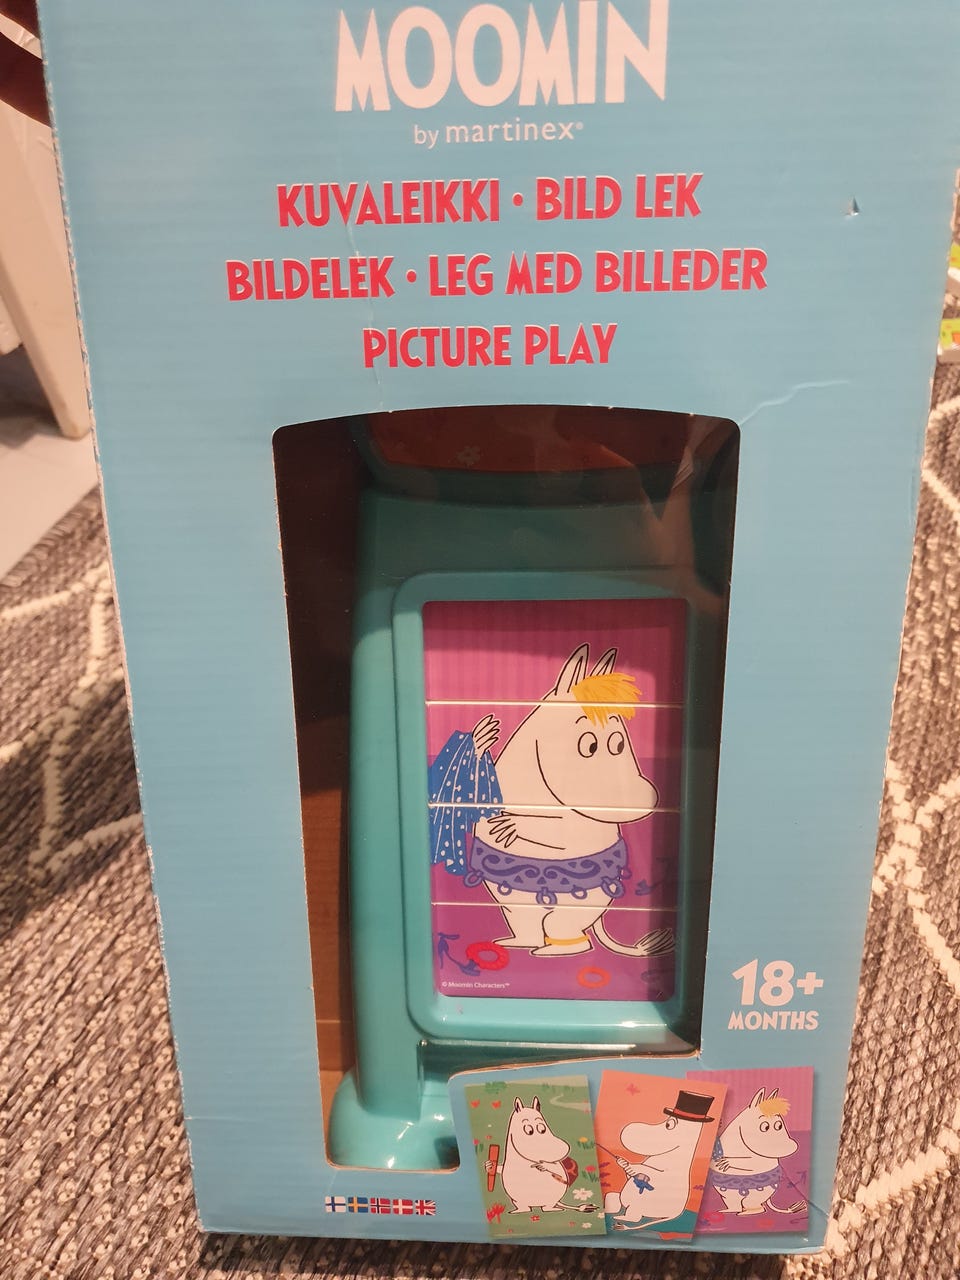 MOOMIN
by martinex®
KUVALEIKKI • BILD LEK
BILDELEK • LEG MED BILLEDER
PICTURE PLAY
© Moomin Characters™
18+
MONTHS